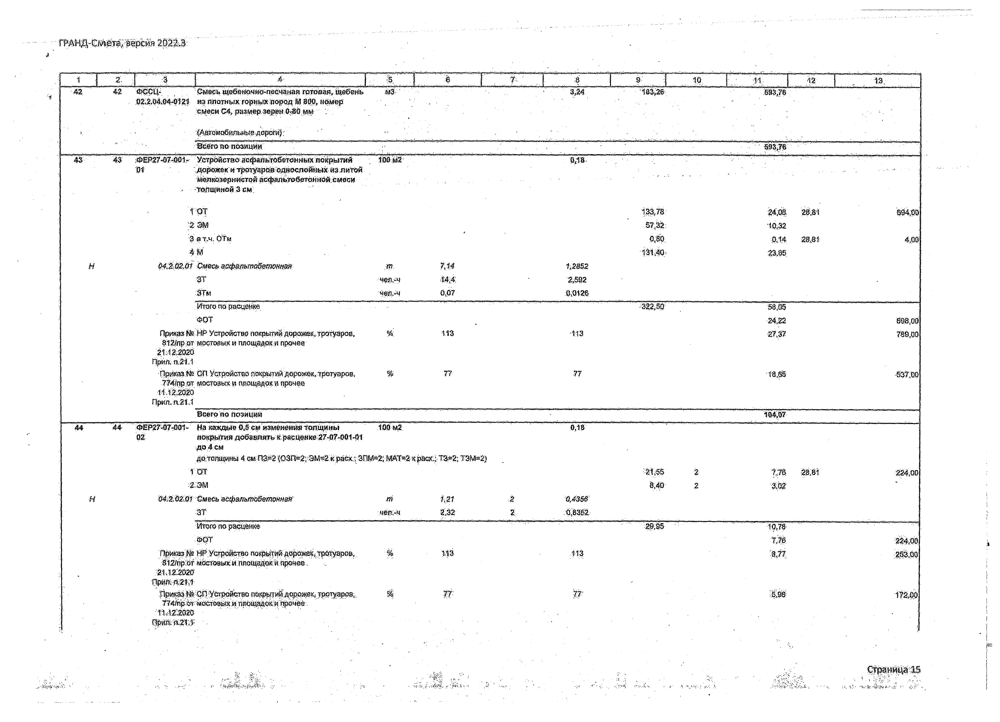 ГРАНД-Смета, версия 2022.3
1 2 3 4 5 6 7 8 9 10 11 12 13
42 42 ФССЦ- Смесь щебеночно-песчаная готовая, щебень м3 3,24 183,26 593,76
02.2.04.04-0121 из плотных горных пород М 800, номер
смеси С4, размер зерен 0-80 мм
(Автомобильные дороги)
Всего по позиции 593,76
43 43 ФЕР27-07-001- Устройство асфальтобетонных покрытий 100 м2 0,18
01 дорожек и тротуаров однослойных из литой
мелкозернистой асфальтобетонной смеси
толщиной 3 см
1 ОТ 133,78 24,08 28,81 694,00
2 ЭМ 57,32 10,32
3 в т.ч. ОТм 0,80 0,14 28,81 4,00
4 М 131,40 23,65
Н 04.2.02.01 Смесь асфальтобетонная т 7,14 1,2852
ЗТ чел.-ч 14,4 2,592
ЗТм чел.-ч 0,07 0,0126
Итого по расценке 322,50 58,05
ФОТ 24,22 698,00
Приказ № НР Устройство покрытий дорожек, тротуаров, % 113 113 27,37 789,00
812/пр от мостовых и площадок и прочее
21.12.2020
Прил. п.21.1
Приказ № СП Устройство покрытий дорожек, тротуаров, % 77 77 18,65 537,00
774/пр от мостовых и площадок и прочее
11.12.2020
Прил. п.21.1
Всего по позиции 104,07
44 44 ФЕР27-07-001- На каждые 0,5 см изменения толщины 100 м2 0,18
02 покрытия добавлять к расценке 27-07-001-01
до 4 см
до толщины 4 см ПЗ=2 (ОЗП=2; ЭМ=2 к расх.; ЗПМ=2; МАТ=2 к расх.; ТЗ=2; ТЗМ=2)
1 ОТ 21,55 2 7,76 28,81 224,00
2 ЭМ 8,40 2 3,02
Н 04.2.02.01 Смесь асфальтобетонная т 1,21 2 0,4356
ЗТ чел.-ч 2,32 2 0,8352
Итого по расценке 29,95 10,78
ФОТ 7,76 224,00
Приказ № НР Устройство покрытий дорожек, тротуаров, % 113 113 8,77 253,00
812/пр от мостовых и площадок и прочее
21.12.2020
Прил. п.21.1
Приказ № СП Устройство покрытий дорожек, тротуаров, % 77 77 5,98 172,00
774/пр от мостовых и площадок и прочее
11.12.2020
Прил. п.21.1
Страница 15